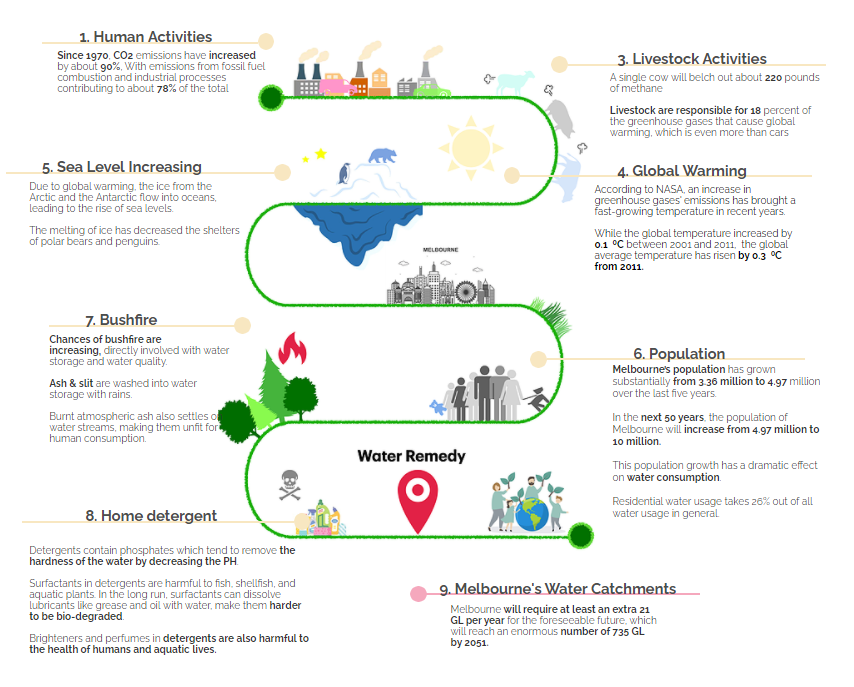 1. Human Activities
Since 1970, CO2 emissions have increased
by about 90%. With emissions from fossil fuel
combustion and industrial processes
contributing to about 78% of the total
3. Livestock Activities
A single cow will belch out about 220 pounds
of methane
Livestock are responsible for 18 percent of
the greenhouse gases that cause global
warming, which is even more than cars
5. Sea Level Increasing
Due to global warming, the ice from the
Arctic and the Antarctic flow into oceans,
leading to the rise of sea levels.
The melting of ice has decreased the shelters
of polar bears and penguins.
4. Global Warming
According to NASA, an increase in
greenhouse gases' emissions has brought a
fast-growing temperature in recent years.
While the global temperature increased by
0.1 ºC between 2001 and 2011, the global
average temperature has risen by 0.3 ºC
from 2011.
MELBOURNE
7. Bushfire
Chances of bushfire are
increasing, directly involved with water
storage and water quality.
Ash & slit are washed into water
storage with rains.
Burnt atmospheric ash also settles o
water streams, making them unfit for
human consumption.
6. Population
Melbourne's population has grown
substantially from 3.36 million to 4.97 million
over the last five years.
In the next 50 years, the population of
Melbourne will increase from 4.97 million to
10 million.
This population growth has a dramatic effect
on water consumption.
Residential water usage takes 26% out of all
water usage in general.
Water Remedy
8. Home detergent
Detergents contain phosphates which tend to remove the
hardness of the water by decreasing the PH.
Surfactants in detergents are harmful to fish, shellfish, and
aquatic plants. In the long run, surfactants can dissolve
lubricants like grease and oil with water, make them harder
to be bio-degraded.
Brighteners and perfumes in detergents are also harmful to
the health of humans and aquatic lives.
9. Melbourne's Water Catchments
Melbourne will require at least an extra 21
GL per year for the foreseeable future, which
will reach an enormous number of 735 GL
by 2051.